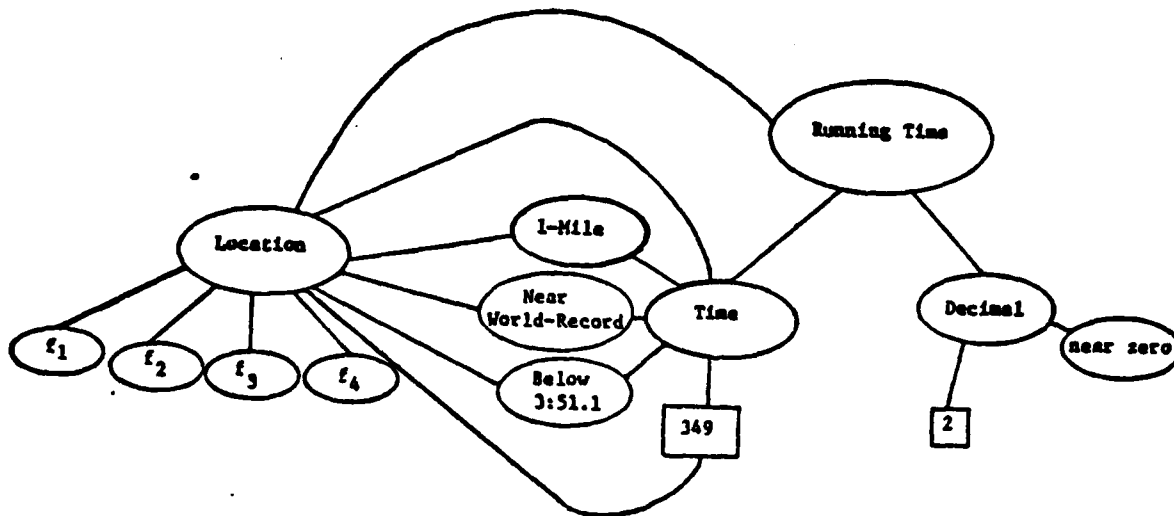 Running Time
Location
1-Mile
Near
World-Record
Time
Decimal
near zero
f1
f2
f3
f4
Below
3:51.1
349
2